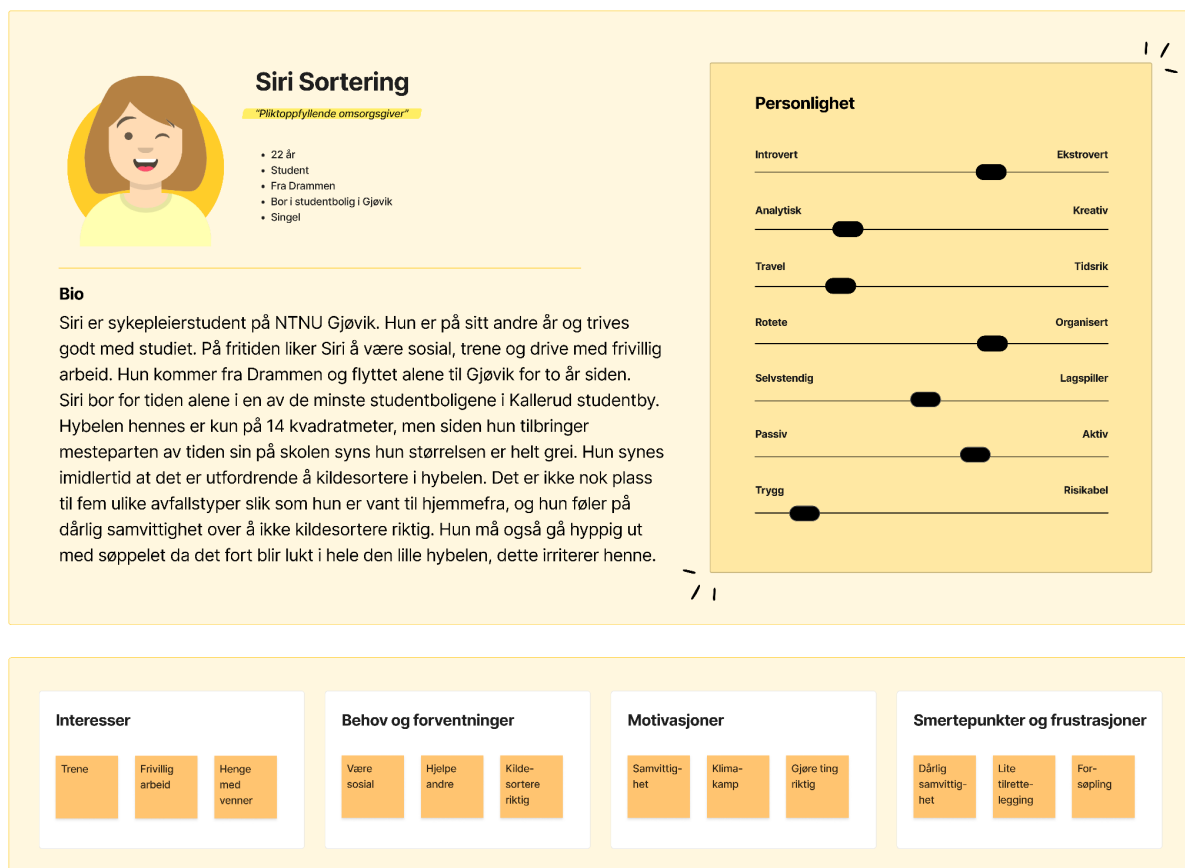 Siri Sortering
“Pliktoppfyllende omsorgsgiver”
• 22 år
• Student
• Fra Drammen
• Bor i studentbolig i Gjøvik
• Singel
Bio
Siri er sykepleierstudent på NTNU Gjøvik. Hun er på sitt andre år og trives
godt med studiet. På fritiden liker Siri å være sosial, trene og drive med frivillig
arbeid. Hun kommer fra Drammen og flyttet alene til Gjøvik for to år siden.
Siri bor for tiden alene i en av de minste studentboligene i Kallerud studentby.
Hybelen hennes er kun på 14 kvadratmeter, men siden hun tilbringer
mesteparten av tiden sin på skolen syns hun størrelsen er helt grei. Hun synes
imidlertid at det er utfordrende å kildesortere i hybelen. Det er ikke nok plass
til fem ulike avfallstyper slik som hun er vant til hjemmefra, og hun føler på
dårlig samvittighet over å ikke kildesortere riktig. Hun må også gå hyppig ut
med søppelet da det fort blir lukt i hele den lille hybelen, dette irriterer henne.
Personlighet
Introvert Ekstrovert
Analytisk Kreativ
Travel Tidsrik
Rotete Organisert
Selvstendig Lagspiller
Passiv Aktiv
Trygg Risikabel
Interesser
Trene
Frivillig
arbeid
Henge
med
venner
Behov og forventninger
Være
sosial
Hjelpe
andre
Kilde-
sortere
riktig
Motivasjoner
Samvittig-
het
Klima-
kamp
Gjøre ting
riktig
Smertepunkter og frustrasjoner
Dårlig
samvittig-
het
Lite
tilrette-
legging
For-
søpling